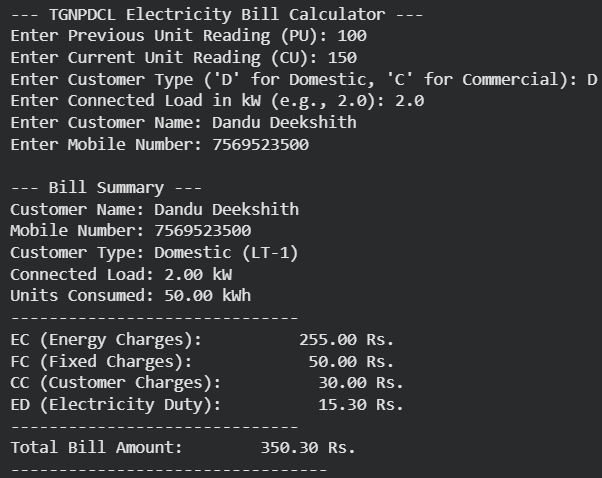 --- TGNPDCL Electricity Bill Calculator ---
Enter Previous Unit Reading (PU): 100
Enter Current Unit Reading (CU): 150
Enter Customer Type ('D' for Domestic, 'C' for Commercial): D
Enter Connected Load in kW (e.g., 2.0): 2.0
Enter Customer Name: Dandu Deekshith
Enter Mobile Number: 7569523500

--- Bill Summary ---
Customer Name: Dandu Deekshith
Mobile Number: 7569523500
Customer Type: Domestic (LT-1)
Connected Load: 2.00 kW
Units Consumed: 50.00 kWh
------------------------------
EC (Energy Charges):          255.00 Rs.
FC (Fixed Charges):            50.00 Rs.
CC (Customer Charges):          30.00 Rs.
ED (Electricity Duty):          15.30 Rs.
------------------------------
Total Bill Amount:        350.30 Rs.
---------------------------------